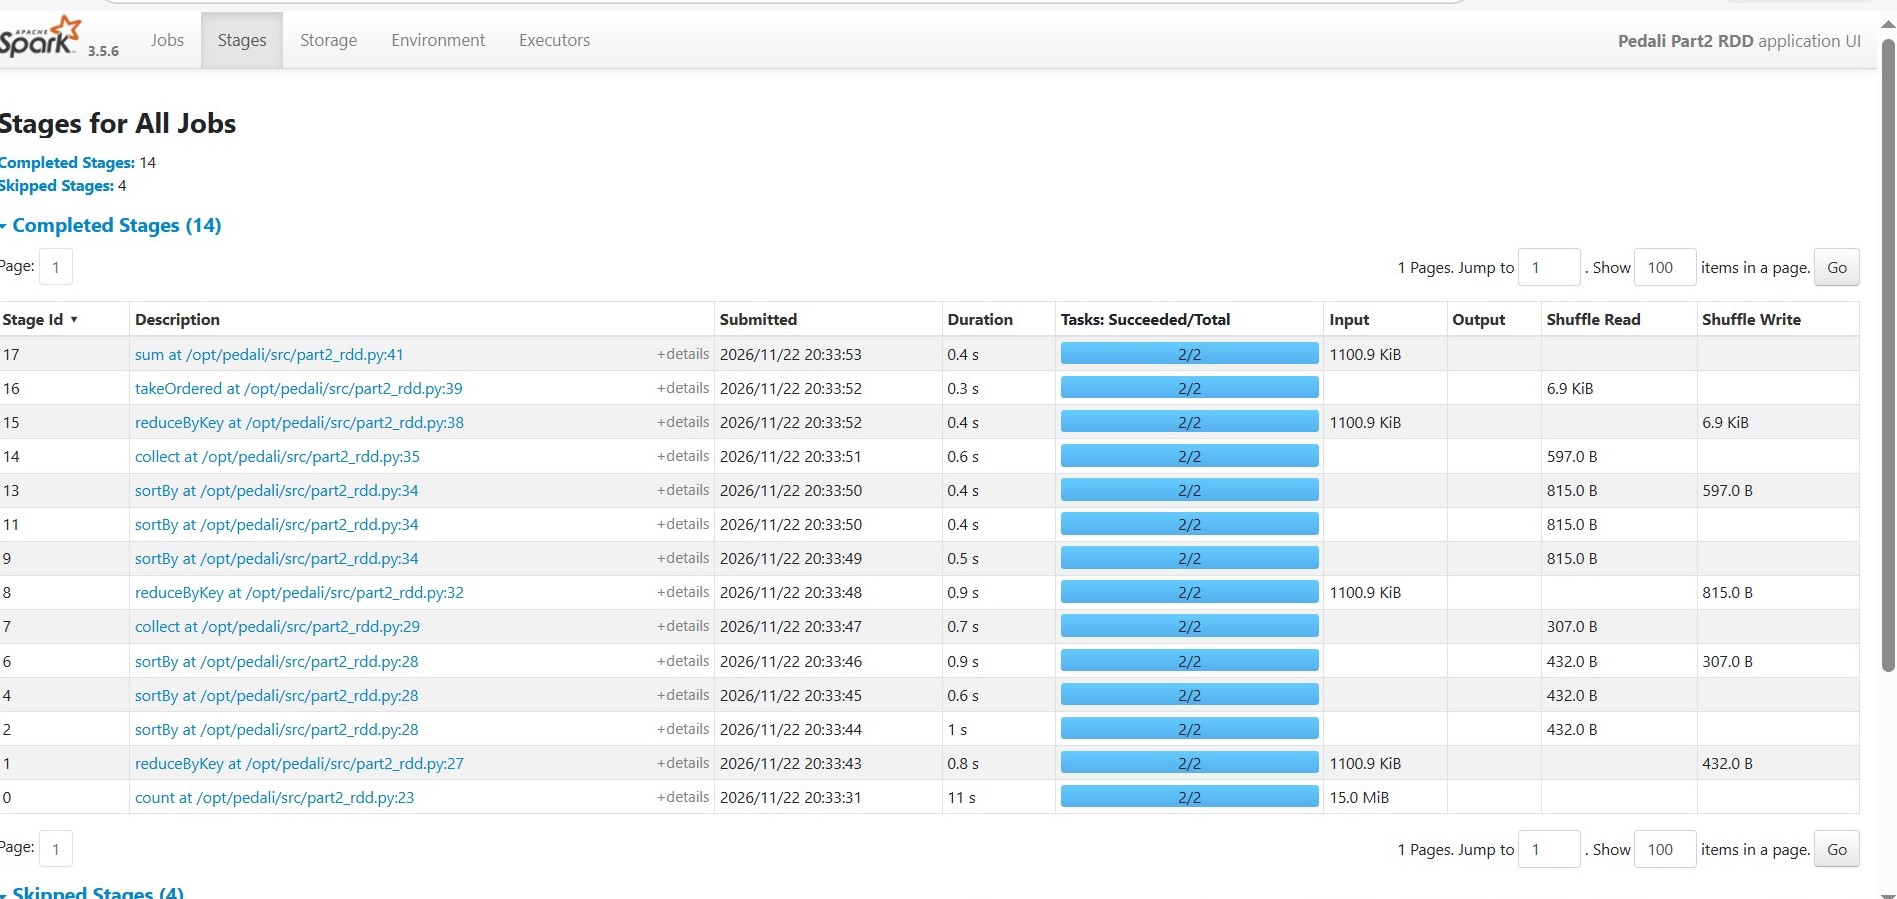 APACHE Spark 3.5.6 Jobs Stages Storage Environment Executors Pedali Part2 RDD application UI
Stages for All Jobs
Completed Stages: 14
Skipped Stages: 4
Completed Stages (14)
Page: 1 1 Pages. Jump to 1 . Show 100 items in a page. Go
Stage Id ▼ Description Submitted Duration Tasks: Succeeded/Total Input Output Shuffle Read Shuffle Write
17 sum at /opt/pedali/src/part2_rdd.py:41 +details 2026/11/22 20:33:53 0.4 s 2/2 1100.9 KiB
16 takeOrdered at /opt/pedali/src/part2_rdd.py:39 +details 2026/11/22 20:33:52 0.3 s 2/2 6.9 KiB
15 reduceByKey at /opt/pedali/src/part2_rdd.py:38 +details 2026/11/22 20:33:52 0.4 s 2/2 1100.9 KiB 6.9 KiB
14 collect at /opt/pedali/src/part2_rdd.py:35 +details 2026/11/22 20:33:51 0.6 s 2/2 597.0 B
13 sortBy at /opt/pedali/src/part2_rdd.py:34 +details 2026/11/22 20:33:50 0.4 s 2/2 815.0 B 597.0 B
11 sortBy at /opt/pedali/src/part2_rdd.py:34 +details 2026/11/22 20:33:50 0.4 s 2/2 815.0 B
9 sortBy at /opt/pedali/src/part2_rdd.py:34 +details 2026/11/22 20:33:49 0.5 s 2/2 815.0 B
8 reduceByKey at /opt/pedali/src/part2_rdd.py:32 +details 2026/11/22 20:33:48 0.9 s 2/2 1100.9 KiB 815.0 B
7 collect at /opt/pedali/src/part2_rdd.py:29 +details 2026/11/22 20:33:47 0.7 s 2/2 307.0 B
6 sortBy at /opt/pedali/src/part2_rdd.py:28 +details 2026/11/22 20:33:46 0.9 s 2/2 432.0 B 307.0 B
4 sortBy at /opt/pedali/src/part2_rdd.py:28 +details 2026/11/22 20:33:45 0.6 s 2/2 432.0 B
2 sortBy at /opt/pedali/src/part2_rdd.py:28 +details 2026/11/22 20:33:44 1 s 2/2 432.0 B
1 reduceByKey at /opt/pedali/src/part2_rdd.py:27 +details 2026/11/22 20:33:43 0.8 s 2/2 1100.9 KiB 432.0 B
0 count at /opt/pedali/src/part2_rdd.py:23 +details 2026/11/22 20:33:31 11 s 2/2 15.0 MiB
Page: 1 1 Pages. Jump to 1 . Show 100 items in a page. Go
Skipped Stages (4)